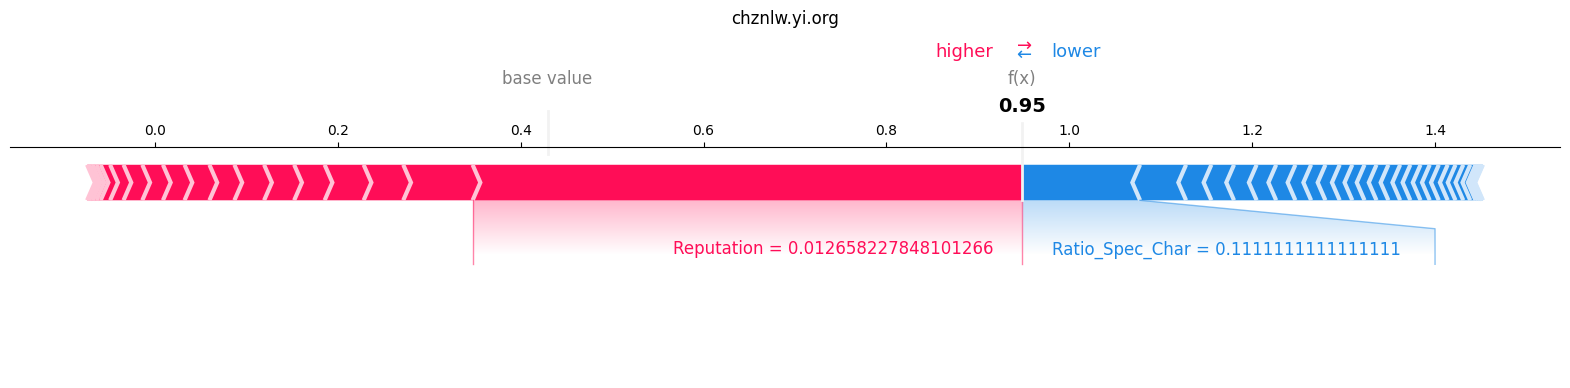 chznlw.yi.org
higher ⇄ lower
base value f(x)
0.95
0.0 0.2 0.4 0.6 0.8 1.0 1.2 1.4
Reputation = 0.012658227848101266 Ratio_Spec_Char = 0.1111111111111111